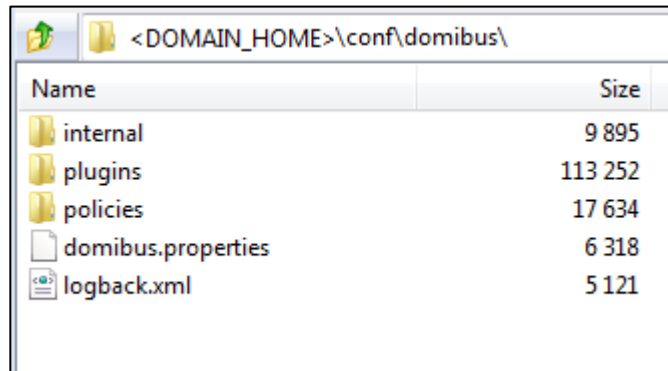 <DOMAIN_HOME>\conf\domibus\
Name Size
internal 9 895
plugins 113 252
policies 17 634
domibus.properties 6 318
logback.xml 5 121